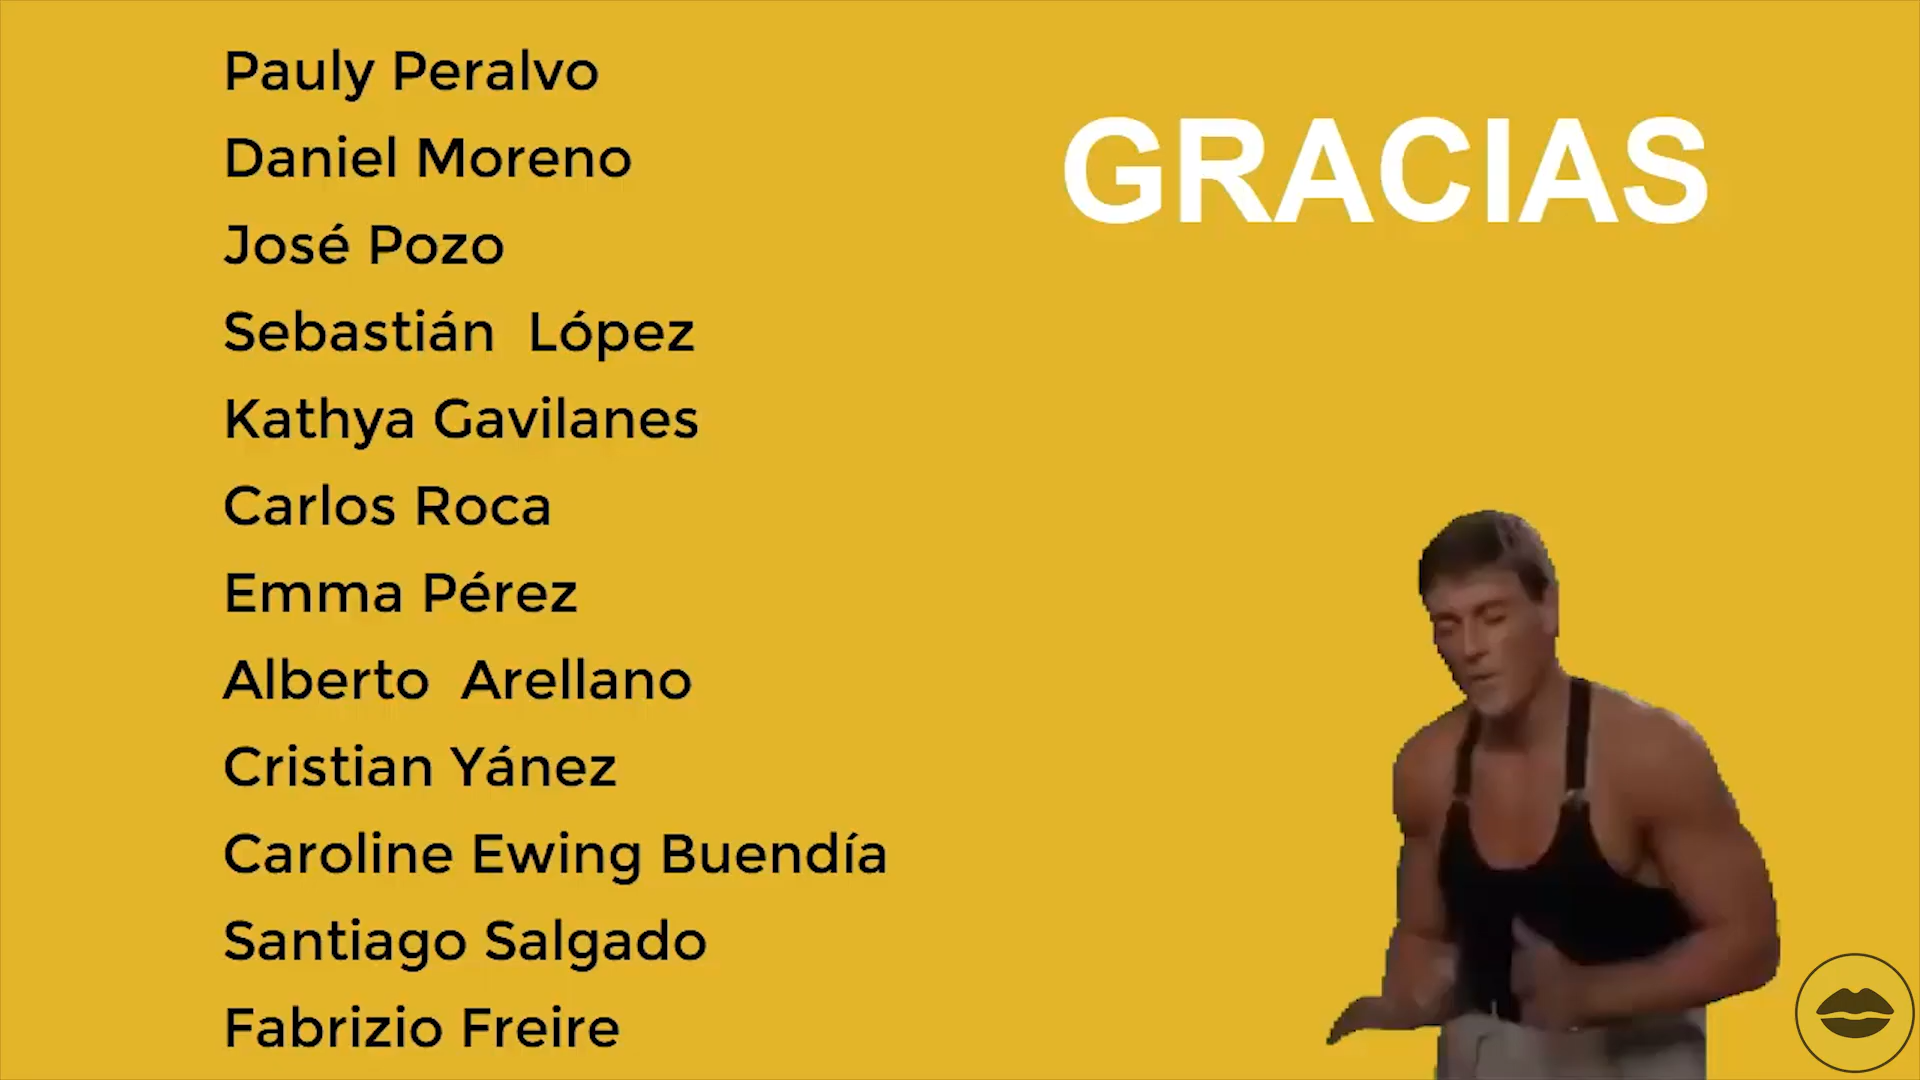 Pauly Peralvo
Daniel Moreno
José Pozo
Sebastián  López
Kathya Gavilanes
Carlos Roca
Emma Pérez
Alberto  Arellano
Cristian Yánez
Caroline Ewing Buendía
Santiago Salgado
Fabrizio Freire
GRACIAS